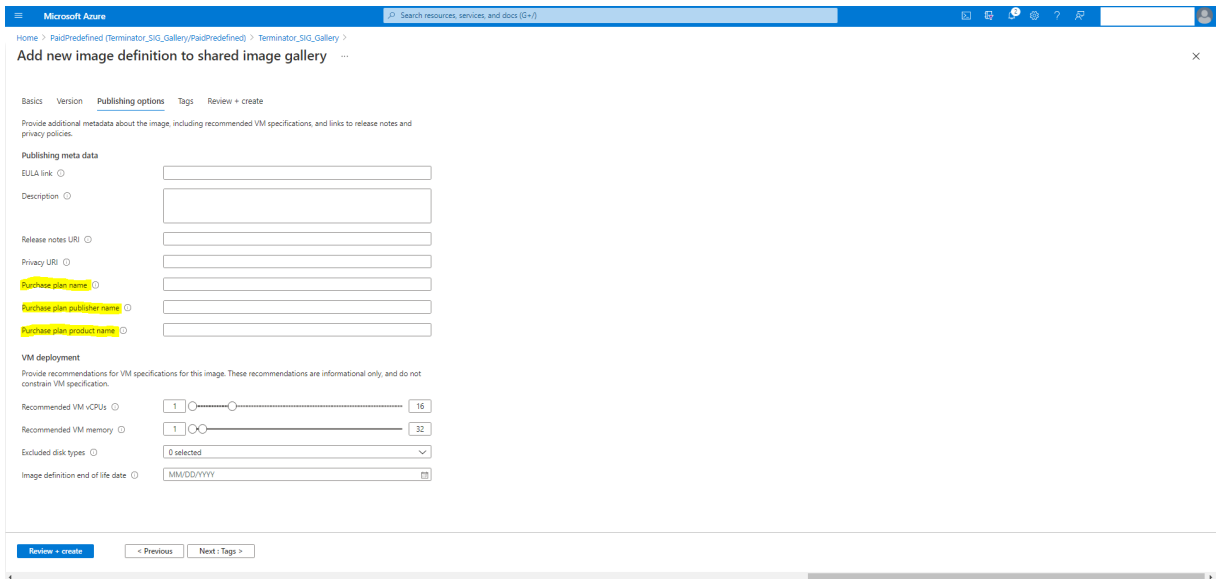 Microsoft Azure
Search resources, services, and docs (G+/)
2
?
Home > PaidPredefined (Terminator_SIG_Gallery/PaidPredefined) > Terminator_SIG_Gallery >
Add new image definition to shared image gallery ...
Basics Version Publishing options Tags Review + create
Provide additional metadata about the image, including recommended VM specifications, and links to release notes and
privacy policies.
Publishing meta data
EULA link
Description
Release notes URI
Privacy URI
Purchase plan name
Purchase plan publisher name
Purchase plan product name
VM deployment
Provide recommendations for VM specifications for this image. These recommendations are informational only, and do not
constrain VM specification.
Recommended VM vCPUs 1 16
Recommended VM memory 1 32
Excluded disk types 0 selected
Image definition end of life date MM/DD/YYYY
Review + create < Previous Next : Tags >